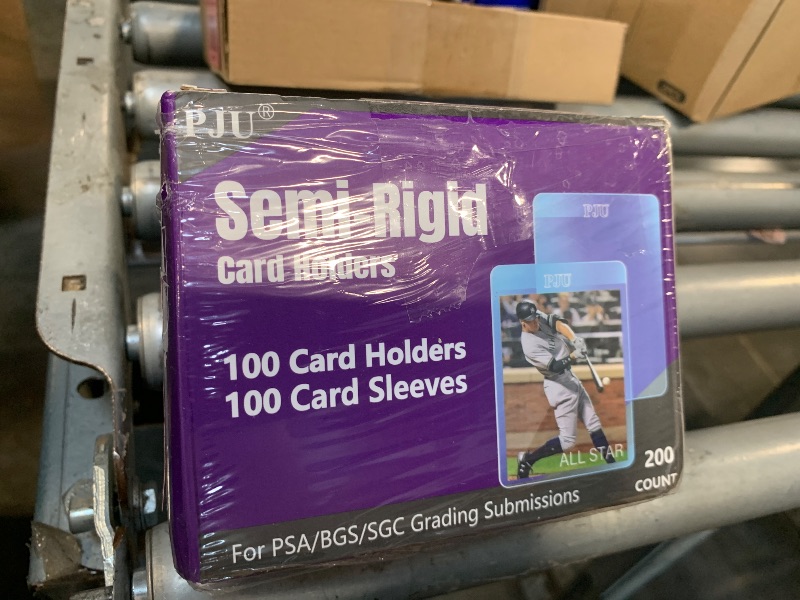 PJU®
Semi-Rigid
Card Holders
PJU
PJU
100 Card Holders
100 Card Sleeves
ALL STAR
200
COUNT
For PSA/BGS/SGC Grading Submissions